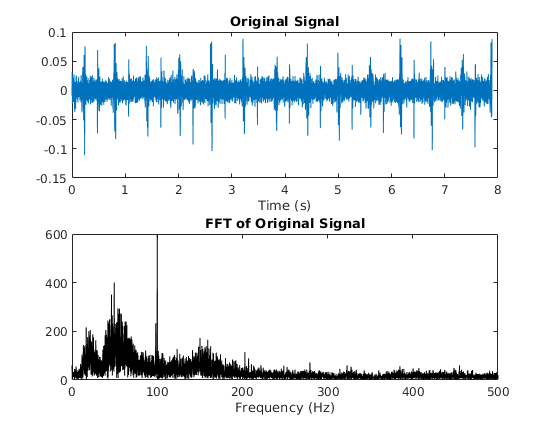 Original Signal
0.1
0.05
0
-0.05
-0.1
-0.15
0 1 2 3 4 5 6 7 8
Time (s)
FFT of Original Signal
600
400
200
0
0 100 200 300 400 500
Frequency (Hz)